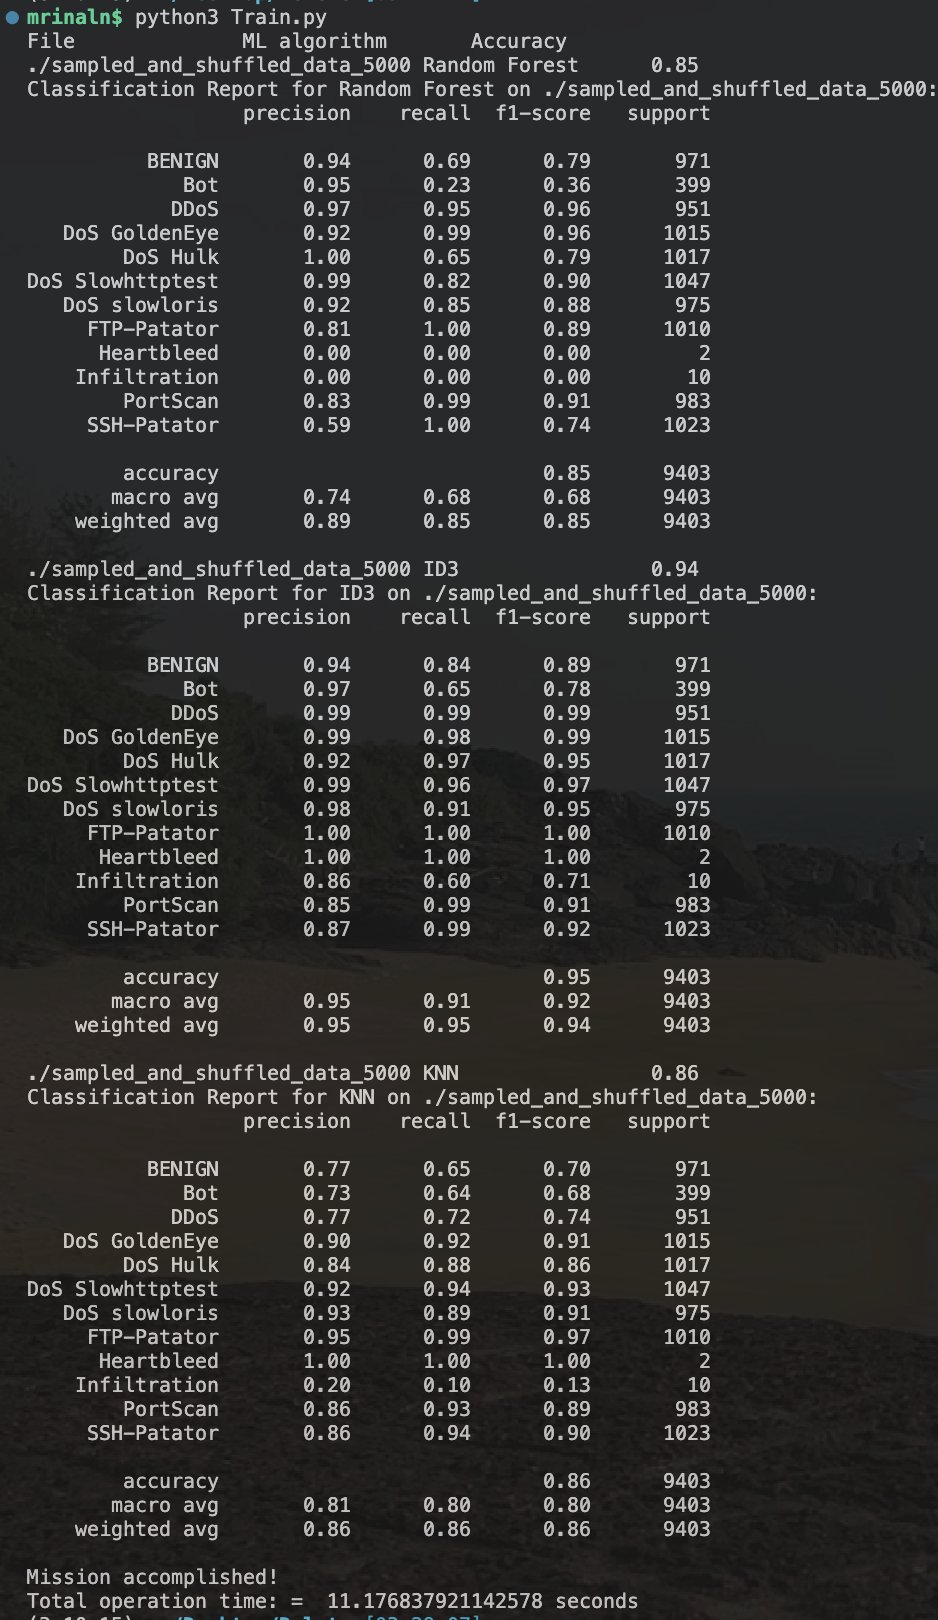 mrinaln$ python3 Train.py
File ML algorithm Accuracy
./sampled_and_shuffled_data_5000 Random Forest 0.85
Classification Report for Random Forest on ./sampled_and_shuffled_data_5000:
precision recall f1-score support
BENIGN 0.94 0.69 0.79 971
Bot 0.95 0.23 0.36 399
DDoS 0.97 0.95 0.96 951
DoS GoldenEye 0.92 0.99 0.96 1015
DoS Hulk 1.00 0.65 0.79 1017
DoS Slowhttptest 0.99 0.82 0.90 1047
DoS slowloris 0.92 0.85 0.88 975
FTP-Patator 0.81 1.00 0.89 1010
Heartbleed 0.00 0.00 0.00 2
Infiltration 0.00 0.00 0.00 10
PortScan 0.83 0.99 0.91 983
SSH-Patator 0.59 1.00 0.74 1023
accuracy 0.85 9403
macro avg 0.74 0.68 0.68 9403
weighted avg 0.89 0.85 0.85 9403
./sampled_and_shuffled_data_5000 ID3 0.94
Classification Report for ID3 on ./sampled_and_shuffled_data_5000:
precision recall f1-score support
BENIGN 0.94 0.84 0.89 971
Bot 0.97 0.65 0.78 399
DDoS 0.99 0.99 0.99 951
DoS GoldenEye 0.99 0.98 0.99 1015
DoS Hulk 0.92 0.97 0.95 1017
DoS Slowhttptest 0.99 0.96 0.97 1047
DoS slowloris 0.98 0.91 0.95 975
FTP-Patator 1.00 1.00 1.00 1010
Heartbleed 1.00 1.00 1.00 2
Infiltration 0.86 0.60 0.71 10
PortScan 0.85 0.99 0.91 983
SSH-Patator 0.87 0.99 0.92 1023
accuracy 0.95 9403
macro avg 0.95 0.91 0.92 9403
weighted avg 0.95 0.95 0.94 9403
./sampled_and_shuffled_data_5000 KNN 0.86
Classification Report for KNN on ./sampled_and_shuffled_data_5000:
precision recall f1-score support
BENIGN 0.77 0.65 0.70 971
Bot 0.73 0.64 0.68 399
DDoS 0.77 0.72 0.74 951
DoS GoldenEye 0.90 0.92 0.91 1015
DoS Hulk 0.84 0.88 0.86 1017
DoS Slowhttptest 0.92 0.94 0.93 1047
DoS slowloris 0.93 0.89 0.91 975
FTP-Patator 0.95 0.99 0.97 1010
Heartbleed 1.00 1.00 1.00 2
Infiltration 0.20 0.10 0.13 10
PortScan 0.86 0.93 0.89 983
SSH-Patator 0.86 0.94 0.90 1023
accuracy 0.86 9403
macro avg 0.81 0.80 0.80 9403
weighted avg 0.86 0.86 0.86 9403
Mission accomplished!
Total operation time: = 11.176837921142578 seconds